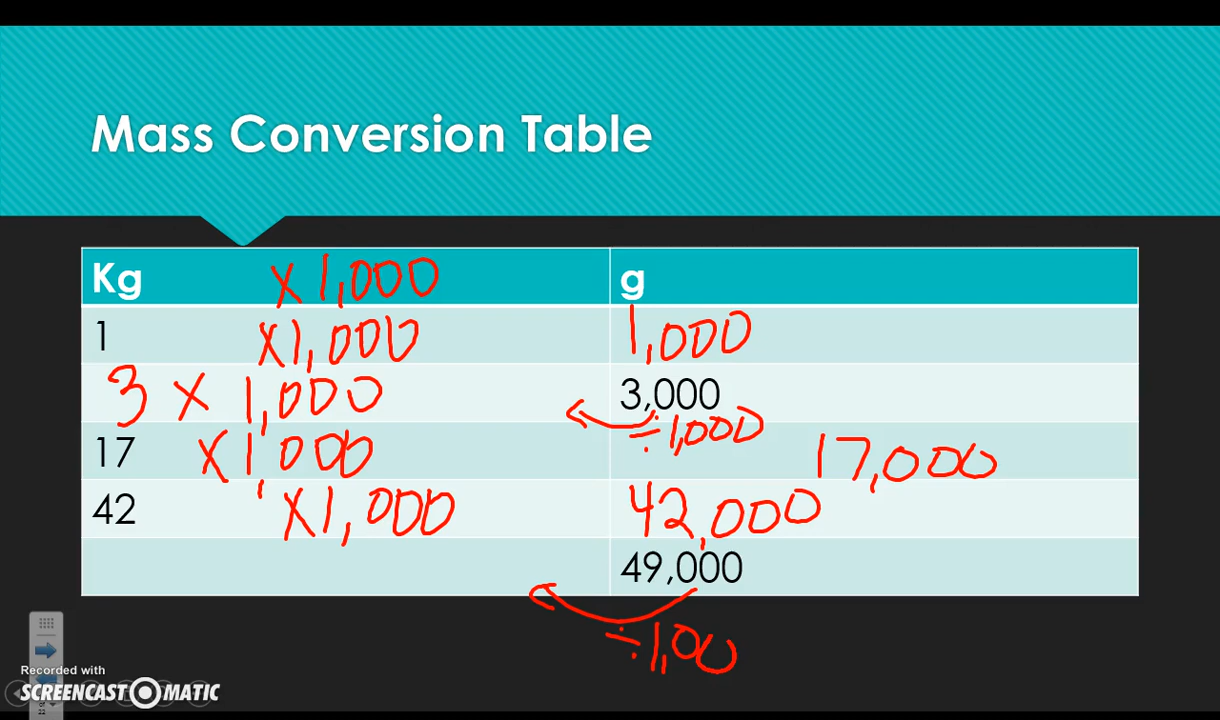 Mass Conversion Table
Kg x 1,000 g
1 x1,000 1,000
3 x 1,000 3,000
÷1,000
17 x1,000 17,000
42 x1,000 42,000
49,000
÷1,00
Recorded with
SCREENCAST MATIC
22